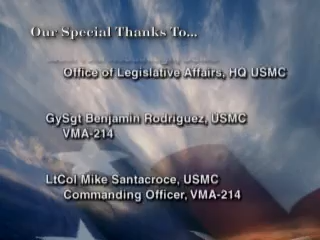 Our Special Thanks To...
Office of Legislative Affairs, HQ USMC
GySgt Benjamin Rodriguez, USMC
VMA-214
LtCol Mike Santacroce, USMC
Commanding Officer, VMA-214